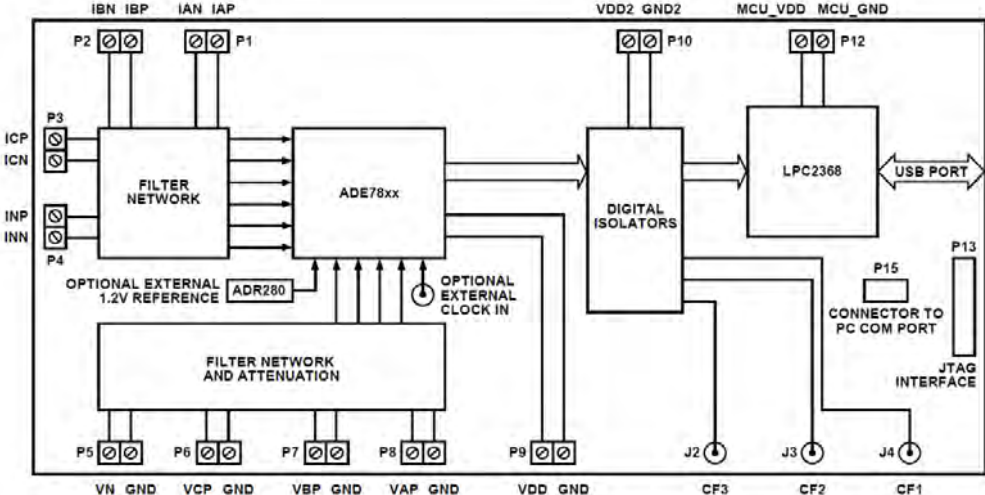 IBN IBP IAN IAP VDD2 GND2 MCU_VDD MCU_GND
P2 P1 P10 P12
P3
ICP
ICN
FILTER
NETWORK
ADE78xx
DIGITAL
ISOLATORS
LPC2368
USB PORT
INP
INN
P4
OPTIONAL EXTERNAL
1.2V REFERENCE
ADR280
OPTIONAL
EXTERNAL
CLOCK IN
P15
CONNECTOR TO
PC COM PORT
P13
JTAG
INTERFACE
FILTER NETWORK
AND ATTENUATION
P5 P6 P7 P8 P9 J2 J3 J4
VN GND VCP GND VBP GND VAP GND VDD GND CF3 CF2 CF1